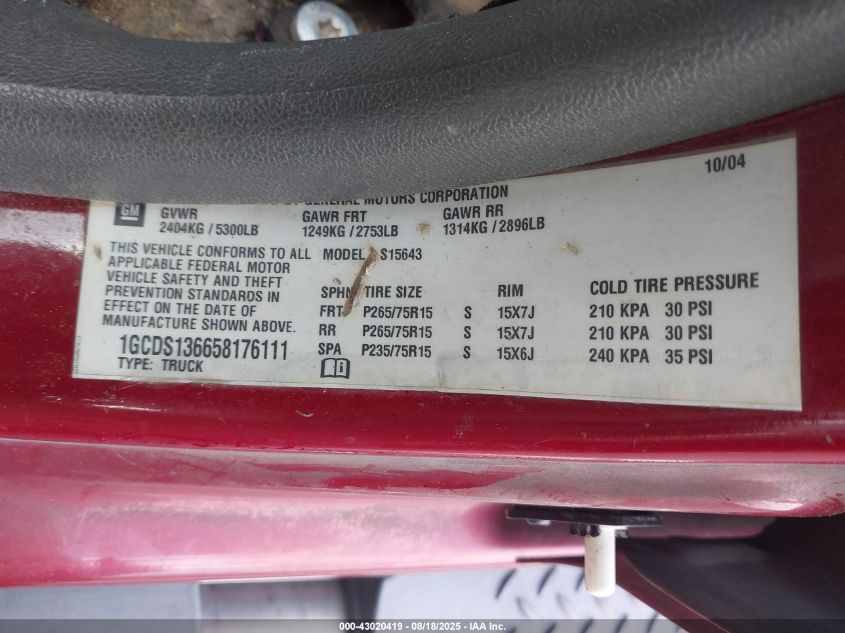 10/04
GENERAL MOTORS CORPORATION
GM GVWR GAWR FRT GAWR RR
2404KG / 5300LB 1249KG / 2753LB 1314KG / 2896LB
THIS VEHICLE CONFORMS TO ALL
APPLICABLE FEDERAL MOTOR
VEHICLE SAFETY AND THEFT
PREVENTION STANDARDS IN
EFFECT ON THE DATE OF
MANUFACTURE SHOWN ABOVE.
1GCDS136658176111
TYPE: TRUCK
MODEL S15643
TIRE SIZE RIM COLD TIRE PRESSURE
FRT P265/75R15 S 15X7J 210 KPA 30 PSI
RR P265/75R15 S 15X7J 210 KPA 30 PSI
SPA P235/75R15 S 15X6J 240 KPA 35 PSI
000-43020419 - 08/18/2025 - IAA Inc.